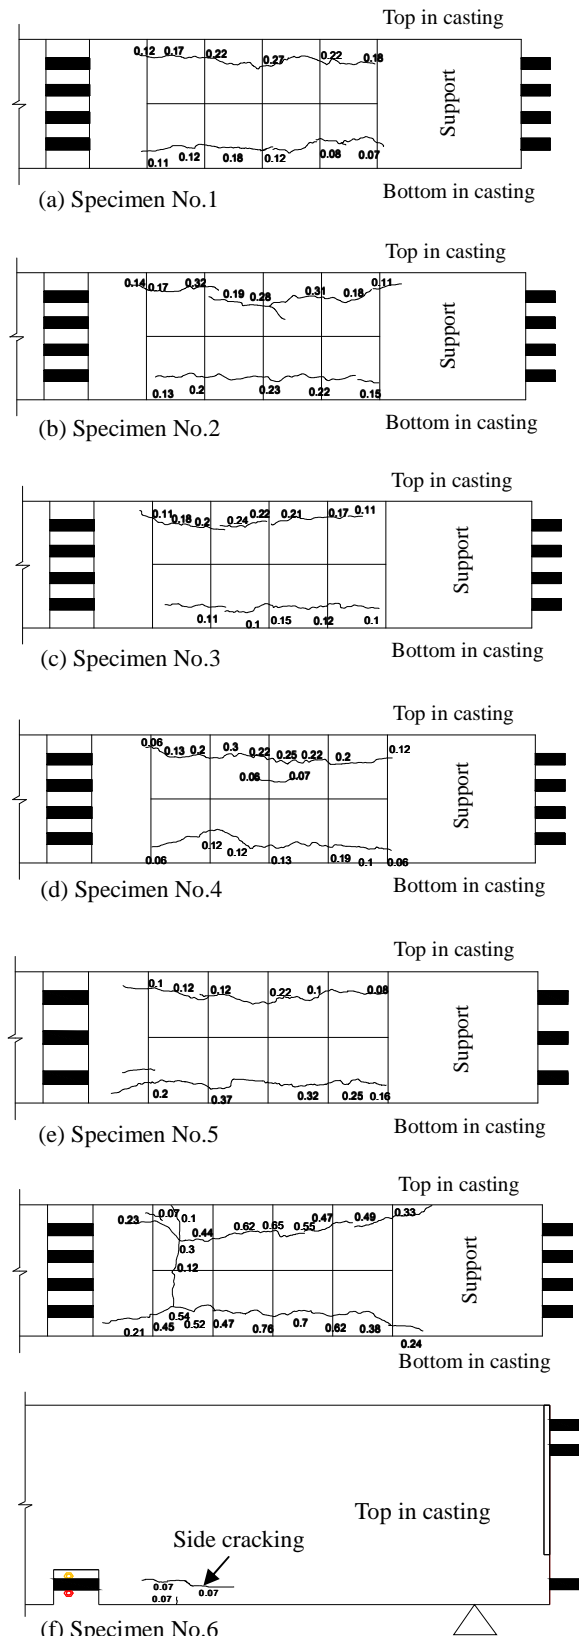 Top in casting
0.12 0.17 0.22 0.27 0.22 0.18
Support
0.11 0.12 0.18 0.12 0.08 0.07
Bottom in casting
(a) Specimen No.1
Top in casting
0.14 0.17 0.32 0.19 0.28 0.31 0.18 0.11
Support
0.13 0.2 0.23 0.22 0.15
Bottom in casting
(b) Specimen No.2
Top in casting
0.11 0.18 0.2 0.24 0.22 0.21 0.17 0.11
Support
0.11 0.1 0.15 0.12 0.1
Bottom in casting
(c) Specimen No.3
Top in casting
0.06 0.13 0.2 0.3 0.22 0.25 0.22 0.2 0.12
0.06 0.07
Support
0.06 0.12 0.12 0.13 0.19 0.1 0.06
Bottom in casting
(d) Specimen No.4
Top in casting
0.1 0.12 0.12 0.22 0.1 0.08
Support
0.2 0.37 0.32 0.25 0.16
Bottom in casting
(e) Specimen No.5
Top in casting
0.23 0.07 0.1 0.44 0.62 0.65 0.55 0.47 0.49 0.33
0.3
0.12
Support
0.21 0.45 0.54 0.52 0.47 0.76 0.7 0.62 0.38 0.24
Bottom in casting
Top in casting
Side cracking
0.07 0.07
0.07
(f) Specimen No.6